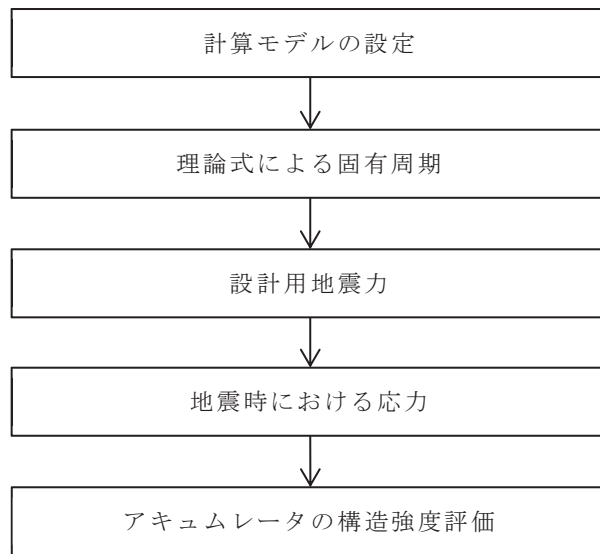 計算モデルの設定
理論式による固有周期
設計用地震力
地震時における応力
アキュムレータの構造強度評価